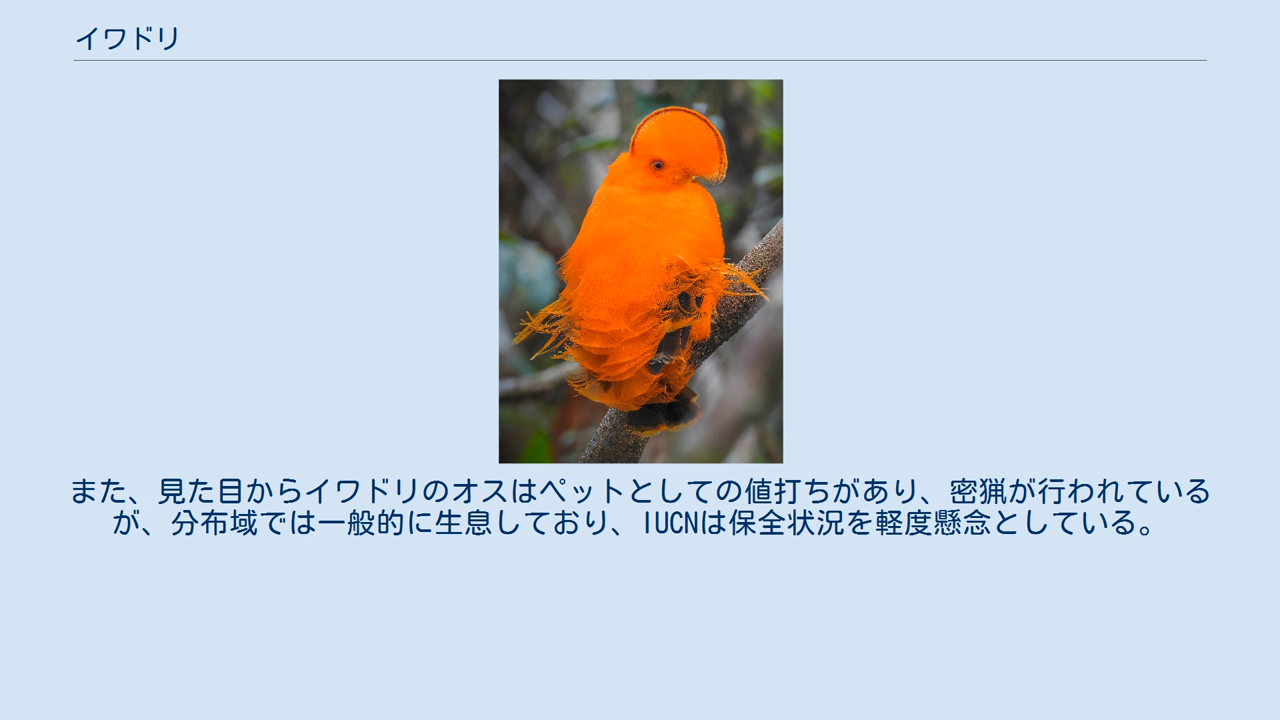 イワドリ
また、見た目からイワドリのオスはペットとしての値打ちがあり、密猟が行われている
が、分布域では一般的に生息しており、IUCNは保全状況を軽度懸念としている。